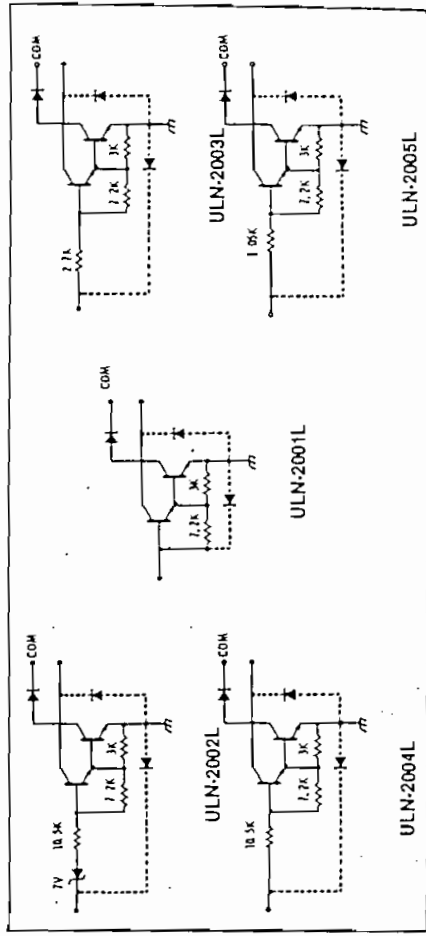 COM
7V
10.5K
7.2K
3K
ULN-2002L
COM
7.2K
3K
ULN-2001L
COM
2.7K
7.2K
3K
ULN-2003L
COM
10.5K
7.2K
3K
ULN-2004L
COM
1.05K
7.2K
3K
ULN-2005L